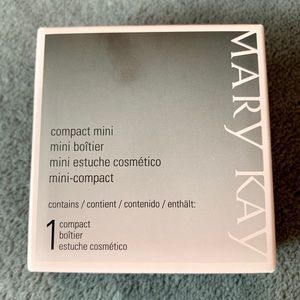 MARY KAY
compact mini
mini boîtier
mini estuche cosmético
mini-compact
contains / contient / contenido / enthält:
1 compact
boîtier
estuche cosmético